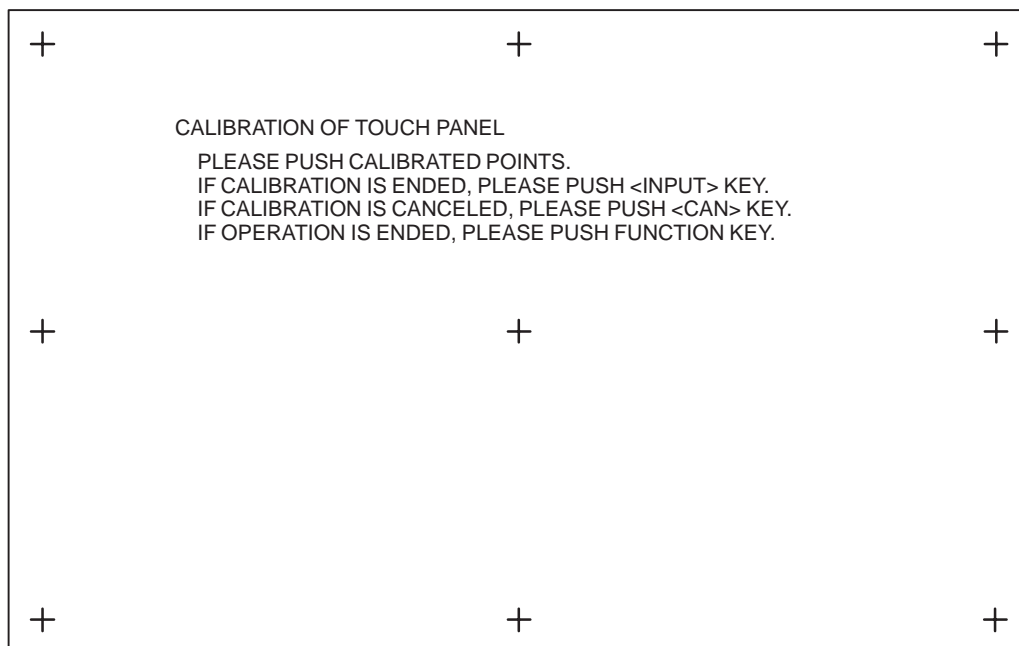 CALIBRATION OF TOUCH PANEL
PLEASE PUSH CALIBRATED POINTS.
IF CALIBRATION IS ENDED, PLEASE PUSH <INPUT> KEY.
IF CALIBRATION IS CANCELED, PLEASE PUSH <CAN> KEY.
IF OPERATION IS ENDED, PLEASE PUSH FUNCTION KEY.